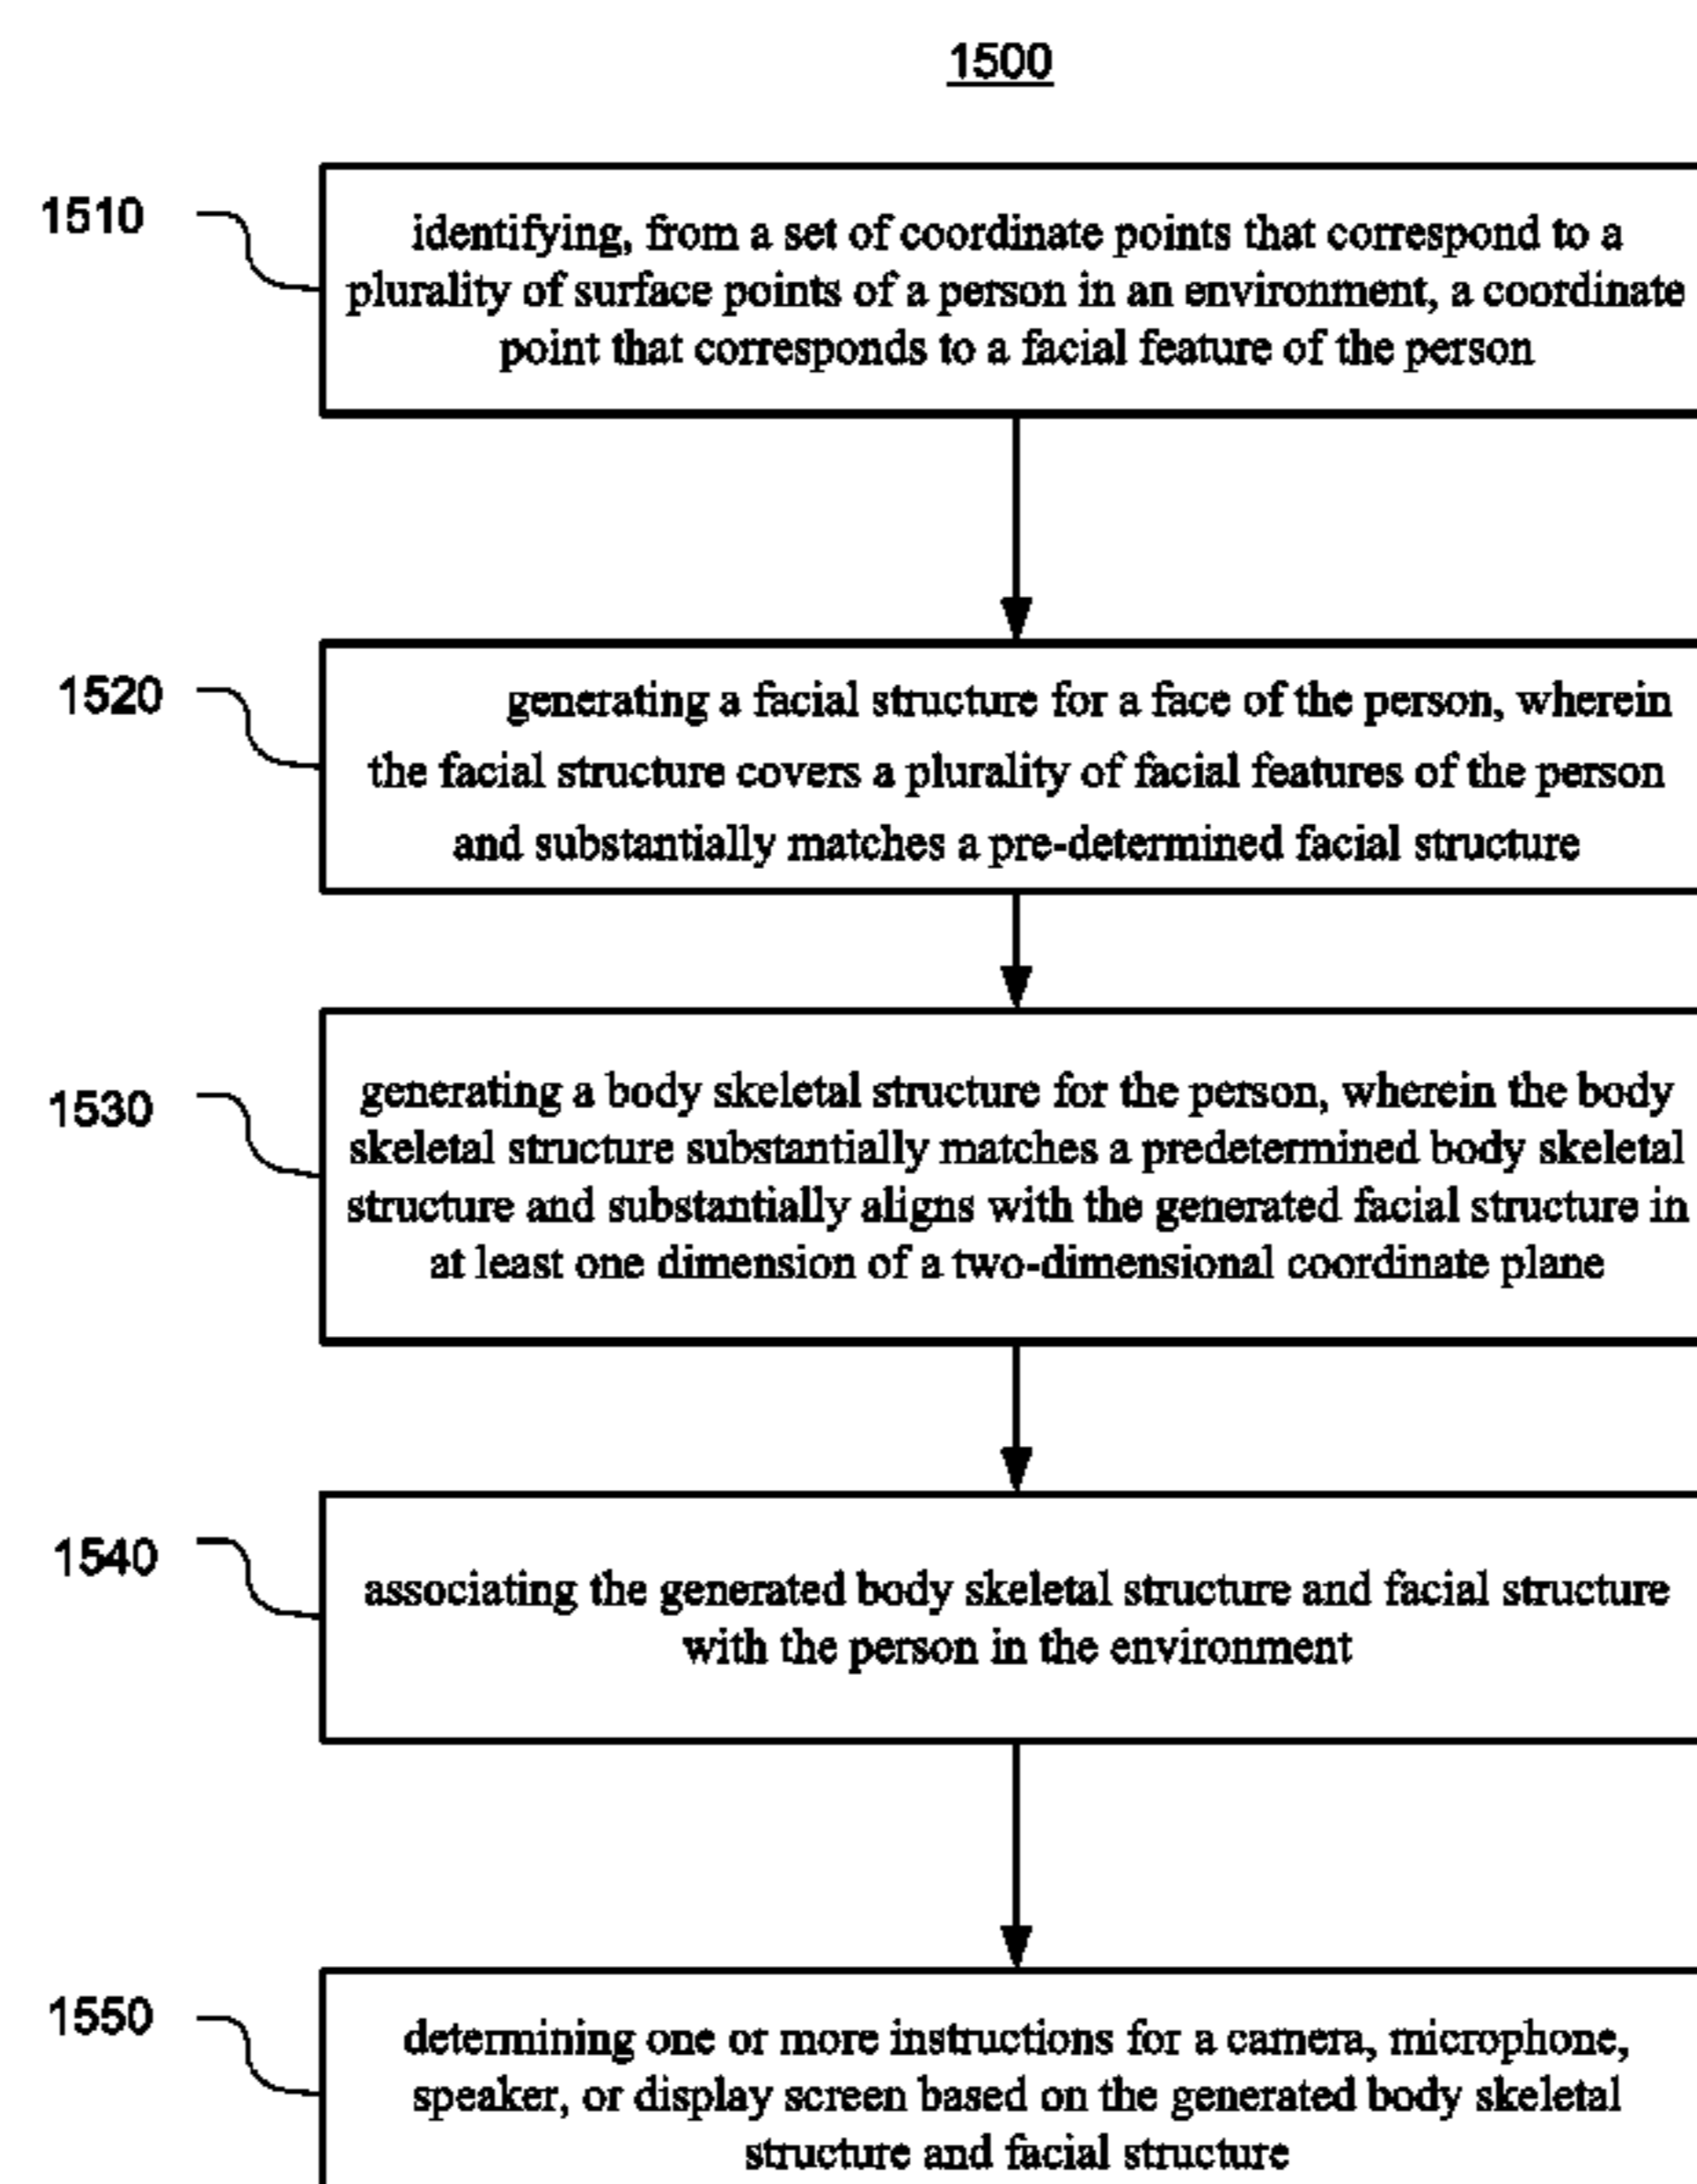 1500
1510
identifying, from a set of coordinate points that correspond to a
plurality of surface points of a person in an environment, a coordinate
point that corresponds to a facial feature of the person
1520
generating a facial structure for a face of the person, wherein
the facial structure covers a plurality of facial features of the person
and substantially matches a pre-determined facial structure
1530
generating a body skeletal structure for the person, wherein the body
skeletal structure substantially matches a predetermined body skeletal
structure and substantially aligns with the generated facial structure in
at least one dimension of a two-dimensional coordinate plane
1540
associating the generated body skeletal structure and facial structure
with the person in the environment
1550
determining one or more instructions for a camera, microphone,
speaker, or display screen based on the generated body skeletal
structure and facial structure